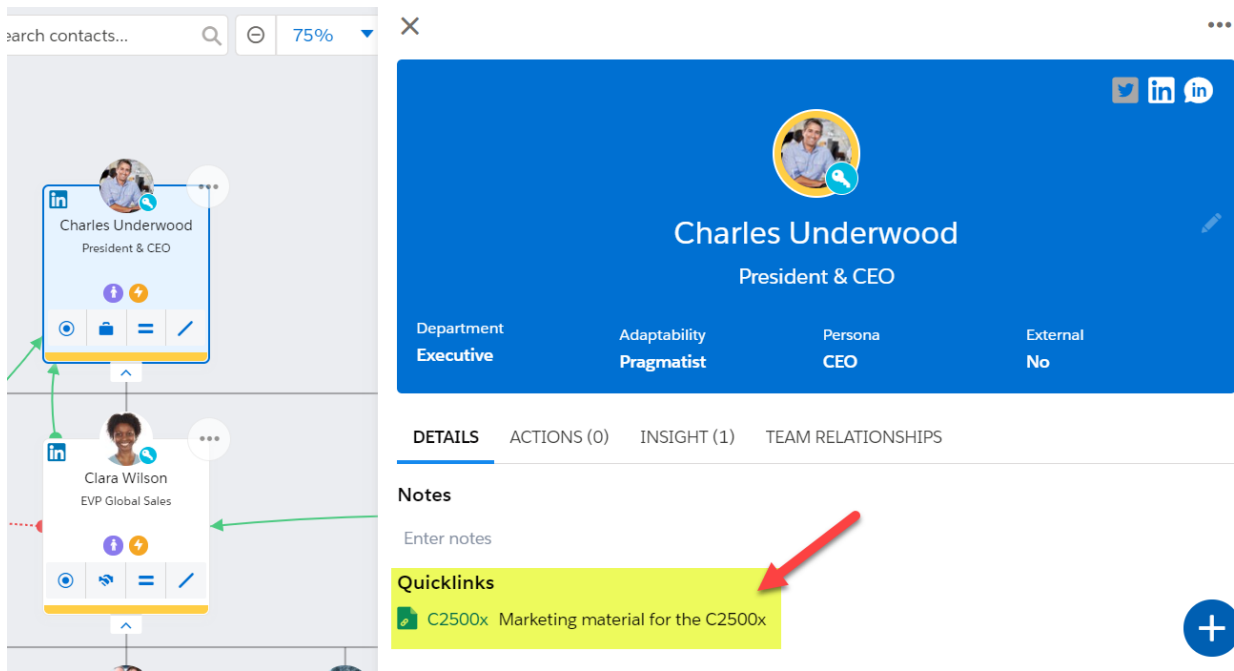 earch contacts...
75%
Charles Underwood
President & CEO
Clara Wilson
EVP Global Sales
Charles Underwood
President & CEO
Department
Executive
Adaptability
Pragmatist
Persona
CEO
External
No
DETAILS ACTIONS (0) INSIGHT (1) TEAM RELATIONSHIPS
Notes
Enter notes
Quicklinks
C2500x Marketing material for the C2500x